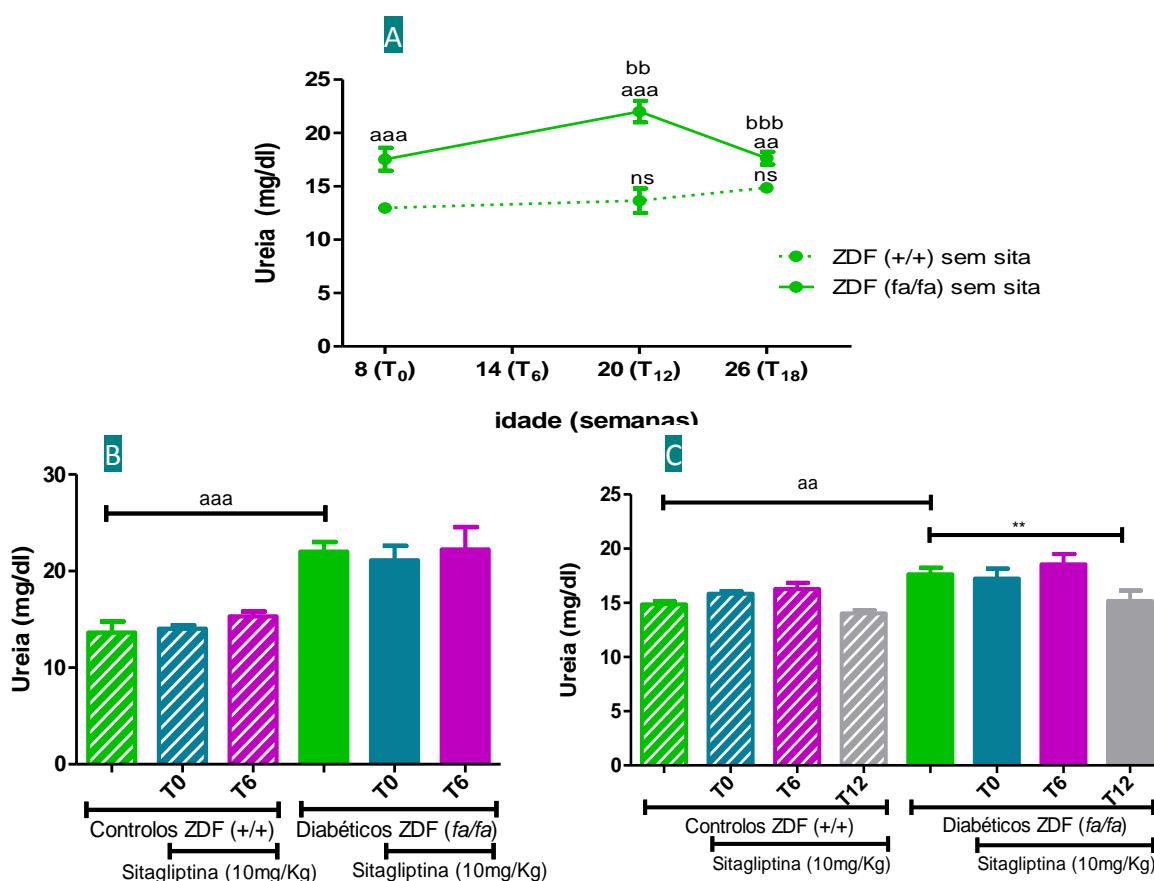 A
25
20
15
10
5
0
Ureia (mg/dl)
aaa
bb
aaa
bbb
aa
ns
ns
ZDF (+/+) sem sita
ZDF (fa/fa) sem sita
8 (T₀) 14 (T₆) 20 (T₁₂) 26 (T₁₈)
idade (semanas)
B
30
20
10
0
Ureia (mg/dl)
aaa
T0 T6 T0 T6
Controlos ZDF (+/+) Diabéticos ZDF (fa/fa)
Sitagliptina (10mg/Kg) Sitagliptina (10mg/Kg)
C
25
20
15
10
5
0
Ureia (mg/dl)
aa
**
T0 T6 T12 T0 T6 T12
Controlos ZDF (+/+) Diabéticos ZDF (fa/fa)
Sitagliptina (10mg/Kg) Sitagliptina (10mg/Kg)